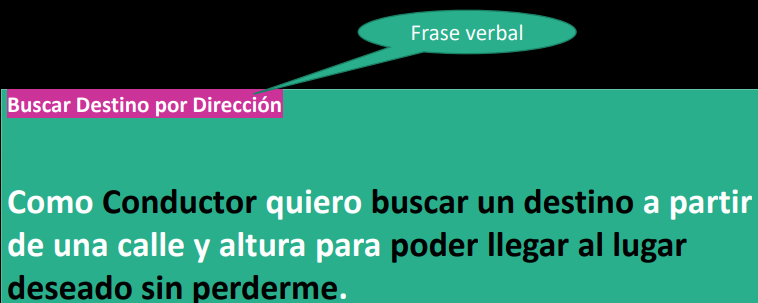 Frase verbal
Buscar Destino por Dirección
Como Conductor quiero buscar un destino a partir
de una calle y altura para poder llegar al lugar
deseado sin perderme.